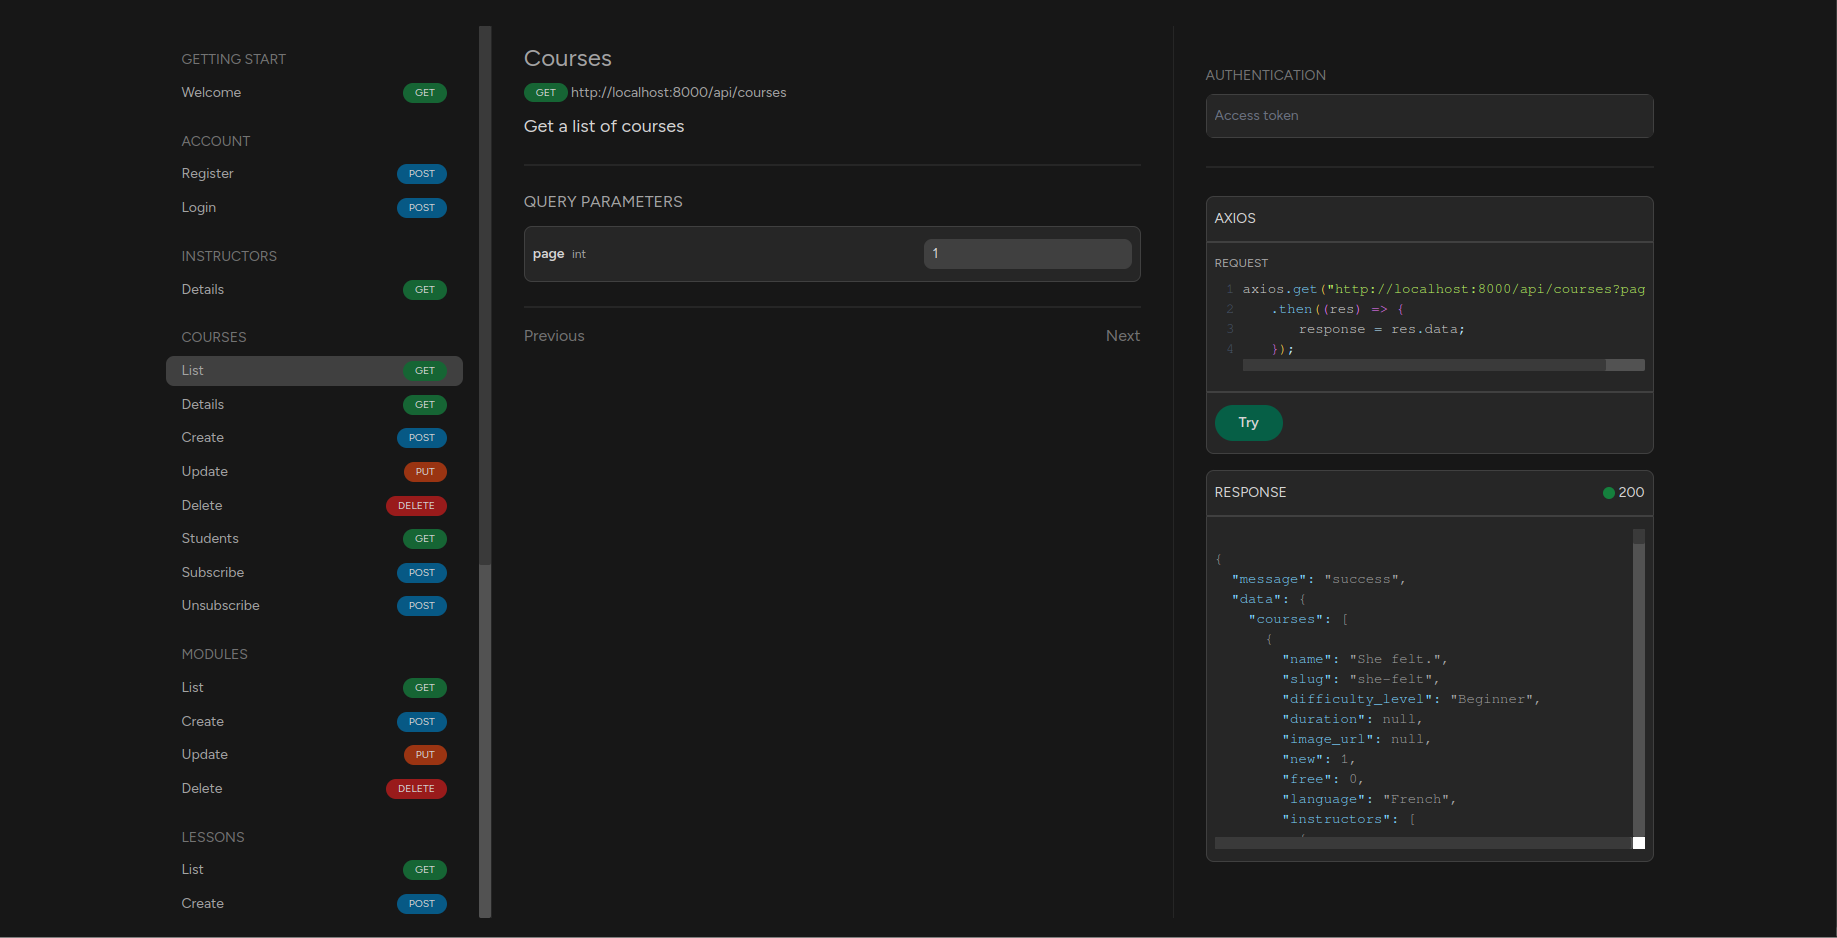 GETTING START
Welcome GET
ACCOUNT
Register POST
Login POST
INSTRUCTORS
Details GET
COURSES
List GET
Details GET
Create POST
Update PUT
Delete DELETE
Students GET
Subscribe POST
Unsubscribe POST
MODULES
List GET
Create POST
Update PUT
Delete DELETE
LESSONS
List GET
Create POST
Courses
GET http://localhost:8000/api/courses
Get a list of courses
QUERY PARAMETERS
page int 1
Previous Next
AUTHENTICATION
Access token
AXIOS
REQUEST
1 axios.get("http://localhost:8000/api/courses?pag
2 .then((res) => {
3 response = res.data;
4 });
Try
RESPONSE 200
{
"message": "success",
"data": {
"courses": [
{
"name": "She felt.",
"slug": "she-felt",
"difficulty_level": "Beginner",
"duration": null,
"image_url": null,
"new": 1,
"free": 0,
"language": "French",
"instructors": [